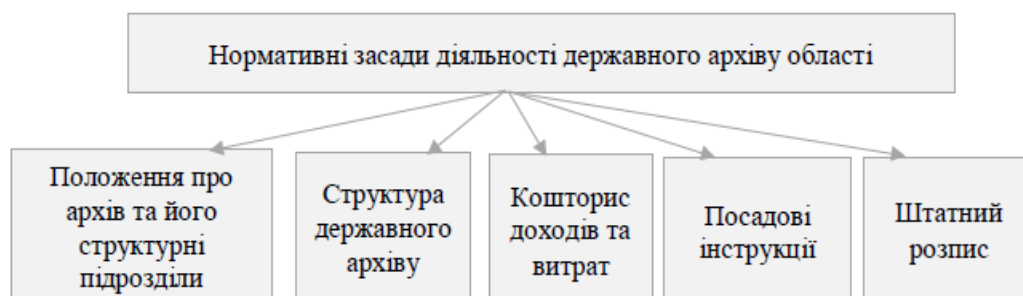 Нормативні засади діяльності державного архіву області
Положення про
архів та його
структурні
підрозділи
Структура
державного
архіву
Кошторис
доходів та
витрат
Посадові
інструкції
Штатний
розпис